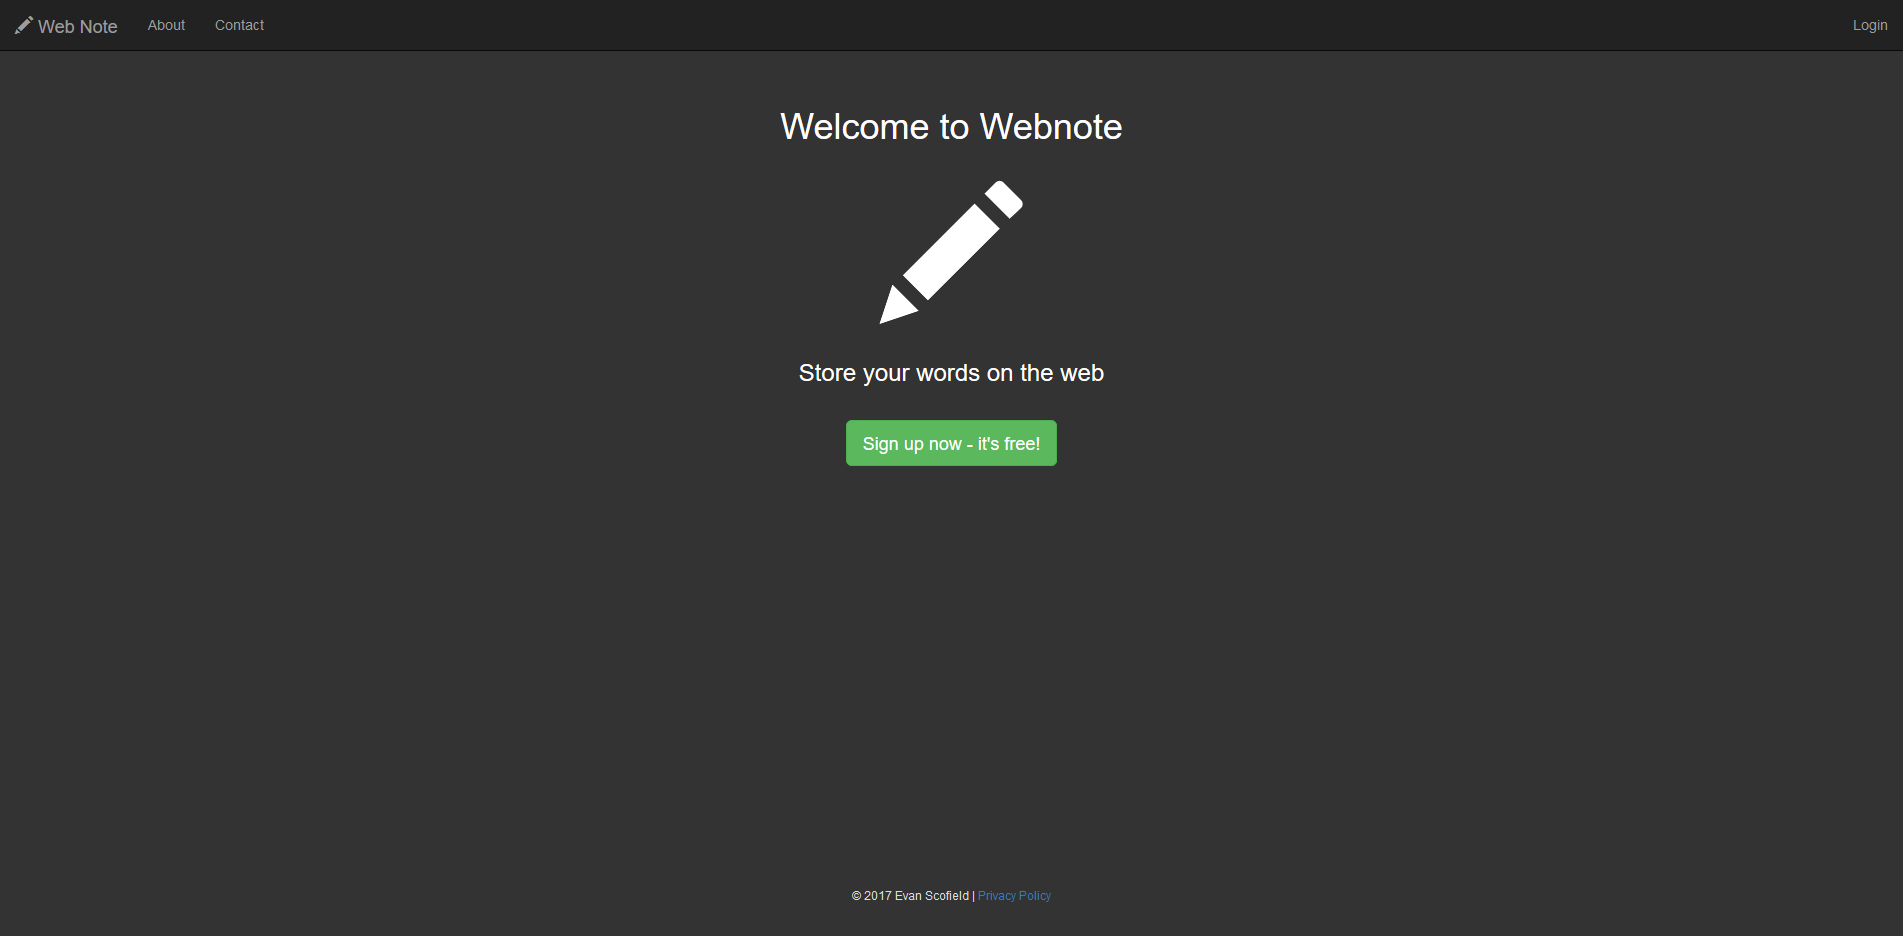 Web Note About Contact Login
Welcome to Webnote
Store your words on the web
Sign up now - it's free!
© 2017 Evan Scofield | Privacy Policy